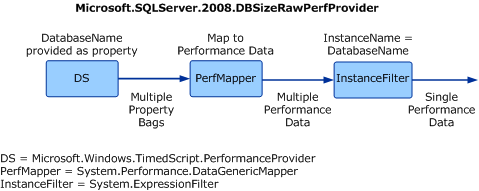 Microsoft.SQLServer.2008.DBSizeRawPerfProvider
DatabaseName
provided as property
Map to
Performance Data
InstanceName =
DatabaseName
DS
PerfMapper
InstanceFilter
Multiple
Property
Bags
Multiple
Performance
Data
Single
Performance
Data
DS = Microsoft.Windows.TimedScript.PerformanceProvider
PerfMapper = System.Performance.DataGenericMapper
InstanceFilter = System.ExpressionFilter